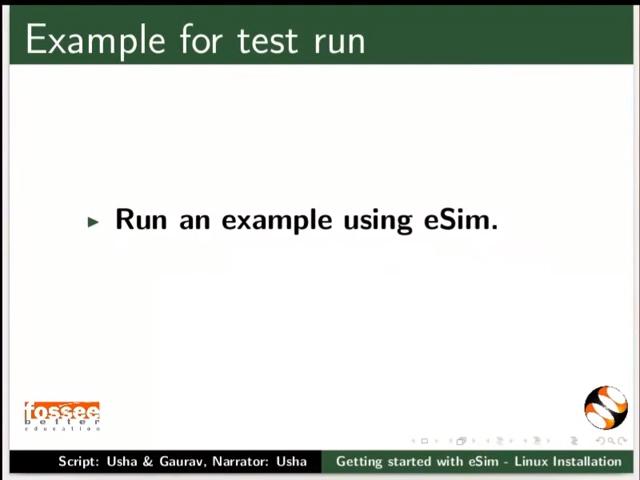 Example for test run
Run an example using eSim.
fossee
better
education
Script: Usha & Gaurav, Narrator: Usha
Getting started with eSim - Linux Installation